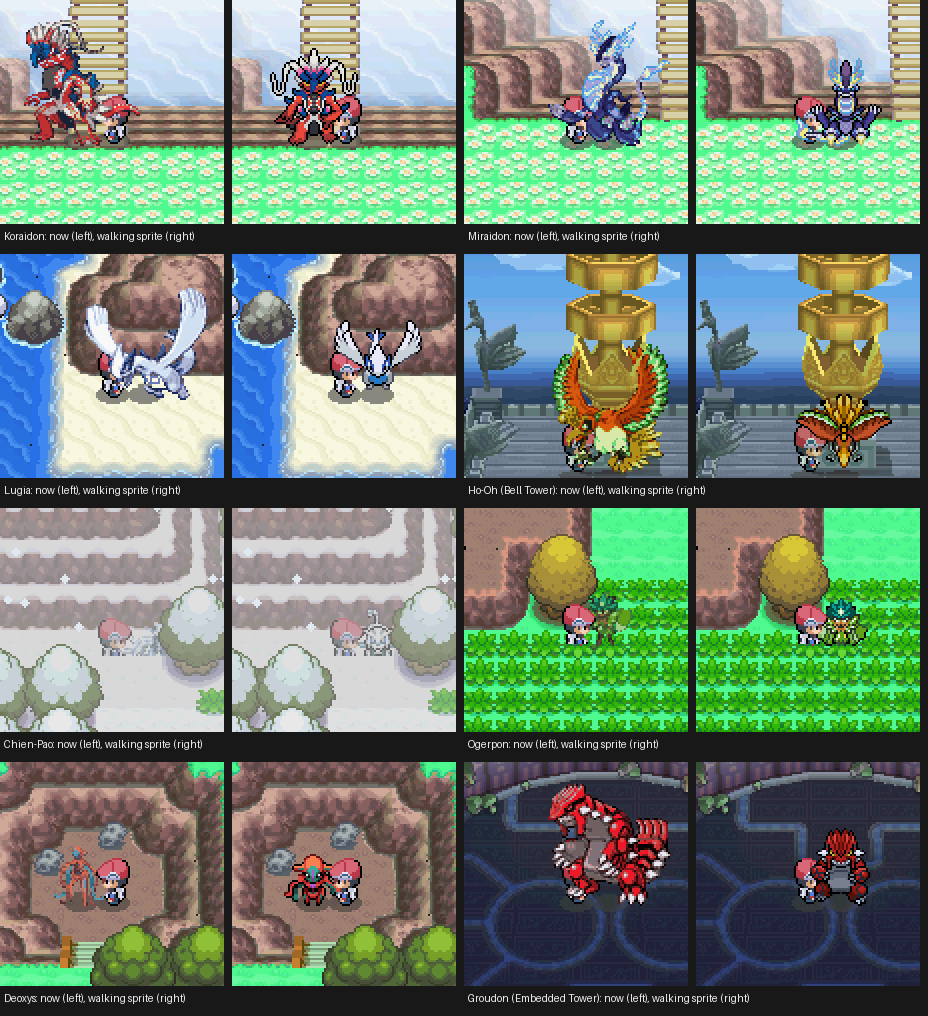 Koraidon: now (left), walking sprite (right)
Miraidon: now (left), walking sprite (right)
Lugia: now (left), walking sprite (right)
Ho-Oh (Bell Tower): now (left), walking sprite (right)
Chien-Pao: now (left), walking sprite (right)
Ogerpon: now (left), walking sprite (right)
Deoxys: now (left), walking sprite (right)
Groudon (Embedded Tower): now (left), walking sprite (right)